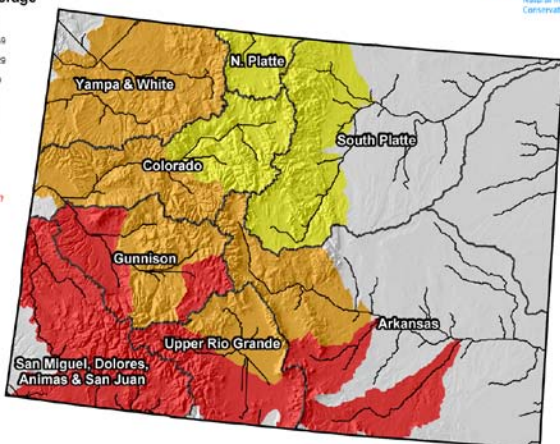 N. Platte
Yampa & White
South Platte
Colorado
Gunnison
Arkansas
Upper Rio Grande
San Miguel, Dolores,
Animas & San Juan